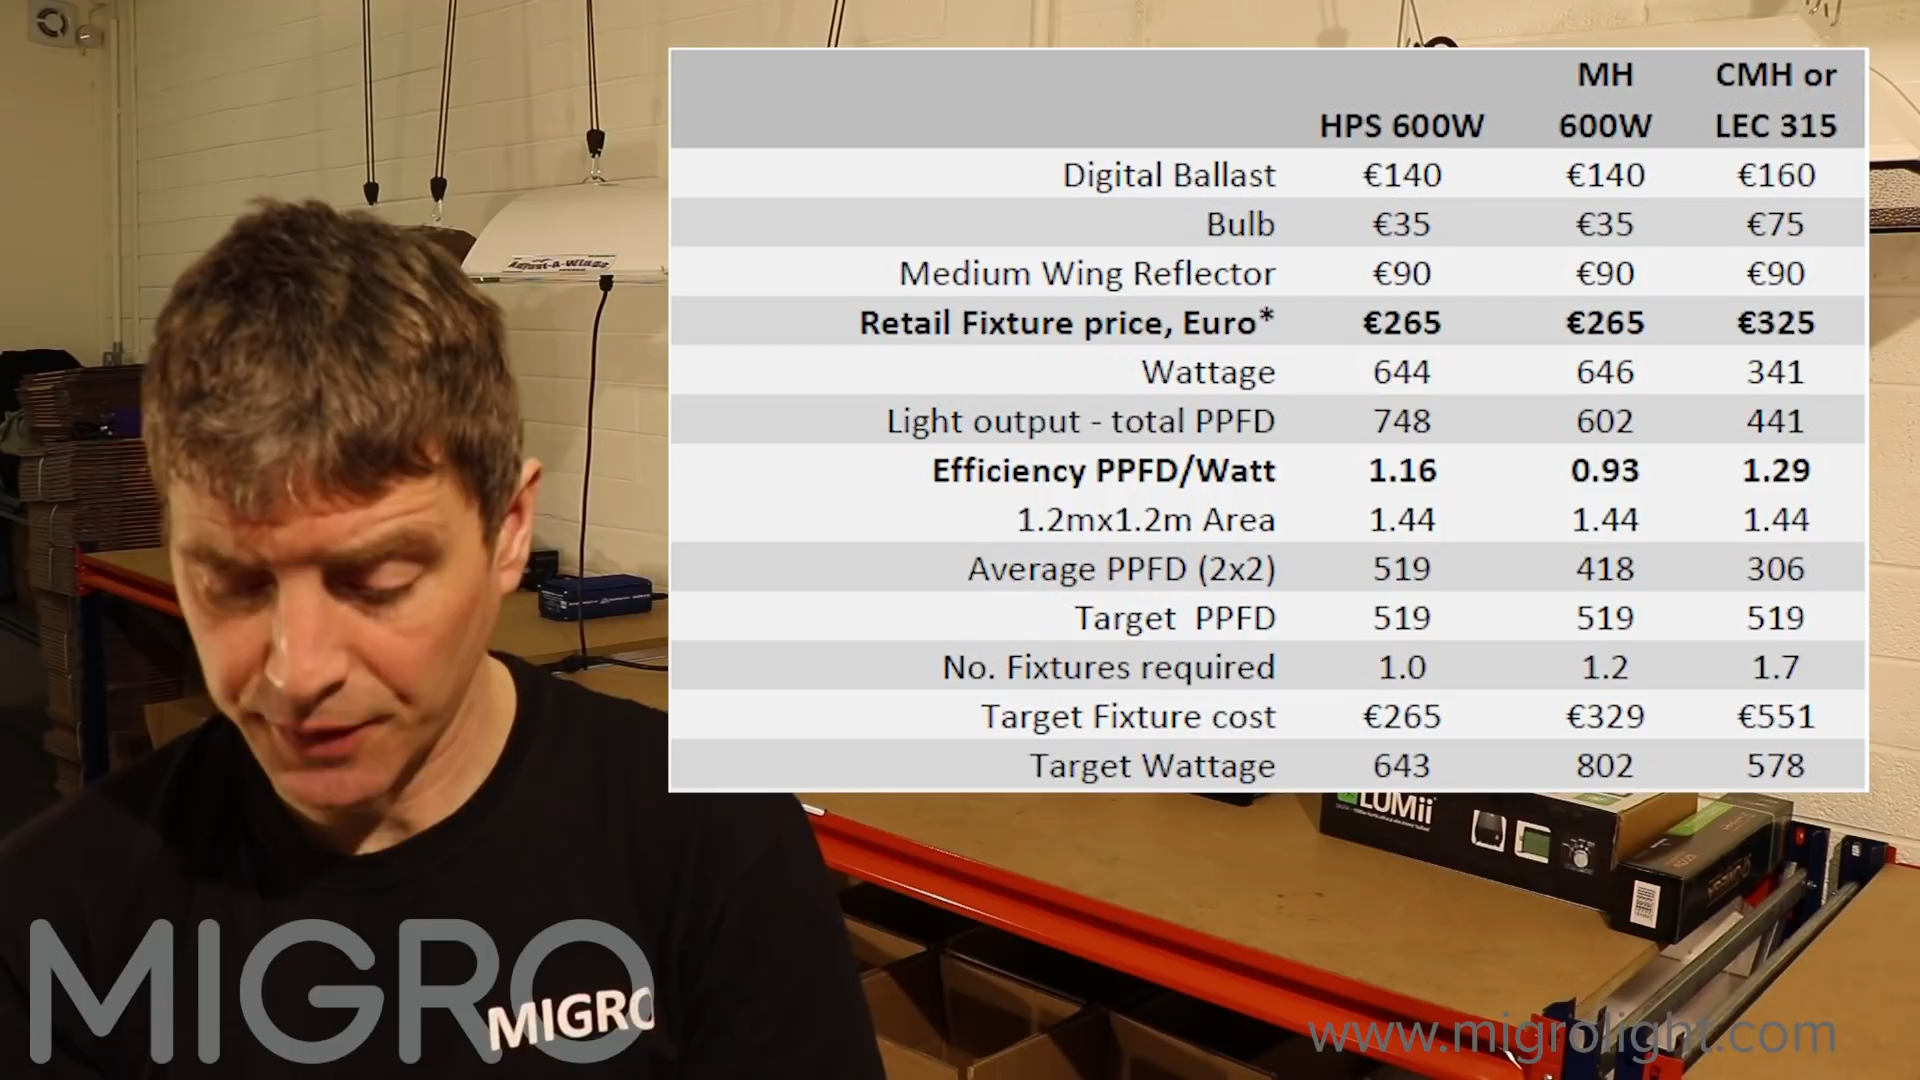 MH CMH or
HPS 600W 600W LEC 315
Digital Ballast €140 €140 €160
Bulb €35 €35 €75
Medium Wing Reflector €90 €90 €90
Retail Fixture price, Euro* €265 €265 €325
Wattage 644 646 341
Light output - total PPFD 748 602 441
Efficiency PPFD/Watt 1.16 0.93 1.29
1.2mx1.2m Area 1.44 1.44 1.44
Average PPFD (2x2) 519 418 306
Target PPFD 519 519 519
No. Fixtures required 1.0 1.2 1.7
Target Fixture cost €265 €329 €551
Target Wattage 643 802 578
Adjust-A-Wings
LUMii
MIGRO
MIGRO
www.migrolight.com